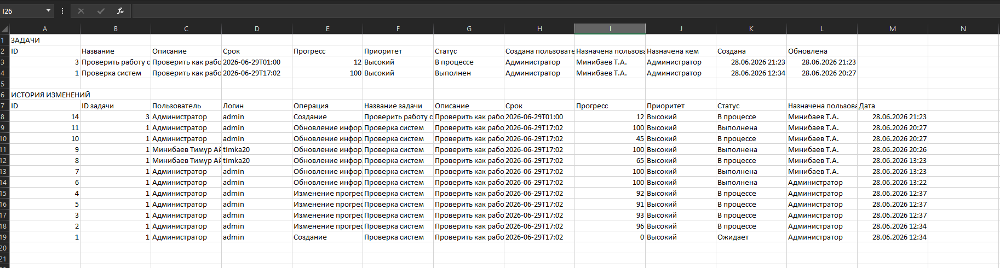 I26 fx
A B C D E F G H I J K L M N
1 ЗАДАЧИ
2 ID Название Описание Срок Прогресс Приоритет Статус Создана пользовате Назначена пользова Назначена кем Создана Обновлена
3 3 Проверить работу с Проверить как рабо 2026-06-29T01:00 12 Высокий В процессе Администратор Минибаев Т.А. Администратор 28.06.2026 21:23 28.06.2026 21:23
4 1 Проверка систем Проверить как рабо 2026-06-29T17:02 100 Высокий Выполнен Администратор Минибаев Т.А. Администратор 28.06.2026 12:34 28.06.2026 20:27
5
6 ИСТОРИЯ ИЗМЕНЕНИЙ
7 ID ID задачи Пользователь Логин Операция Название задачи Описание Срок Прогресс Приоритет Статус Назначена пользова Дата
8 14 3 Администратор admin Создание Проверить работу с Проверить как рабо 2026-06-29T01:00 12 Высокий В процессе Минибаев Т.А. 28.06.2026 21:23
9 11 1 Администратор admin Обновление инфор Проверка систем Проверить как рабо 2026-06-29T17:02 100 Высокий Выполнена Минибаев Т.А. 28.06.2026 20:27
10 10 1 Администратор admin Обновление инфор Проверка систем Проверить как рабо 2026-06-29T17:02 45 Высокий В процессе Минибаев Т.А. 28.06.2026 20:27
11 9 1 Минибаев Тимур Ай timka20 Обновление инфор Проверка систем Проверить как рабо 2026-06-29T17:02 100 Высокий Выполнена Минибаев Т.А. 28.06.2026 20:26
12 8 1 Минибаев Тимур Ай timka20 Обновление инфор Проверка систем Проверить как рабо 2026-06-29T17:02 65 Высокий В процессе Минибаев Т.А. 28.06.2026 13:23
13 7 1 Администратор admin Обновление инфор Проверка систем Проверить как рабо 2026-06-29T17:02 100 Высокий Выполнена Минибаев Т.А. 28.06.2026 13:23
14 6 1 Администратор admin Обновление инфор Проверка систем Проверить как рабо 2026-06-29T17:02 100 Высокий Выполнена Администратор 28.06.2026 13:22
15 4 1 Администратор admin Изменение прогрес Проверка систем Проверить как рабо 2026-06-29T17:02 92 Высокий В процессе Администратор 28.06.2026 12:37
16 5 1 Администратор admin Изменение прогрес Проверка систем Проверить как рабо 2026-06-29T17:02 91 Высокий В процессе Администратор 28.06.2026 12:37
17 3 1 Администратор admin Изменение прогрес Проверка систем Проверить как рабо 2026-06-29T17:02 93 Высокий В процессе Администратор 28.06.2026 12:37
18 2 1 Администратор admin Изменение прогрес Проверка систем Проверить как рабо 2026-06-29T17:02 96 Высокий В процессе Администратор 28.06.2026 12:34
19 1 1 Администратор admin Создание Проверка систем Проверить как рабо 2026-06-29T17:02 0 Высокий Ожидает Администратор 28.06.2026 12:34
20
21